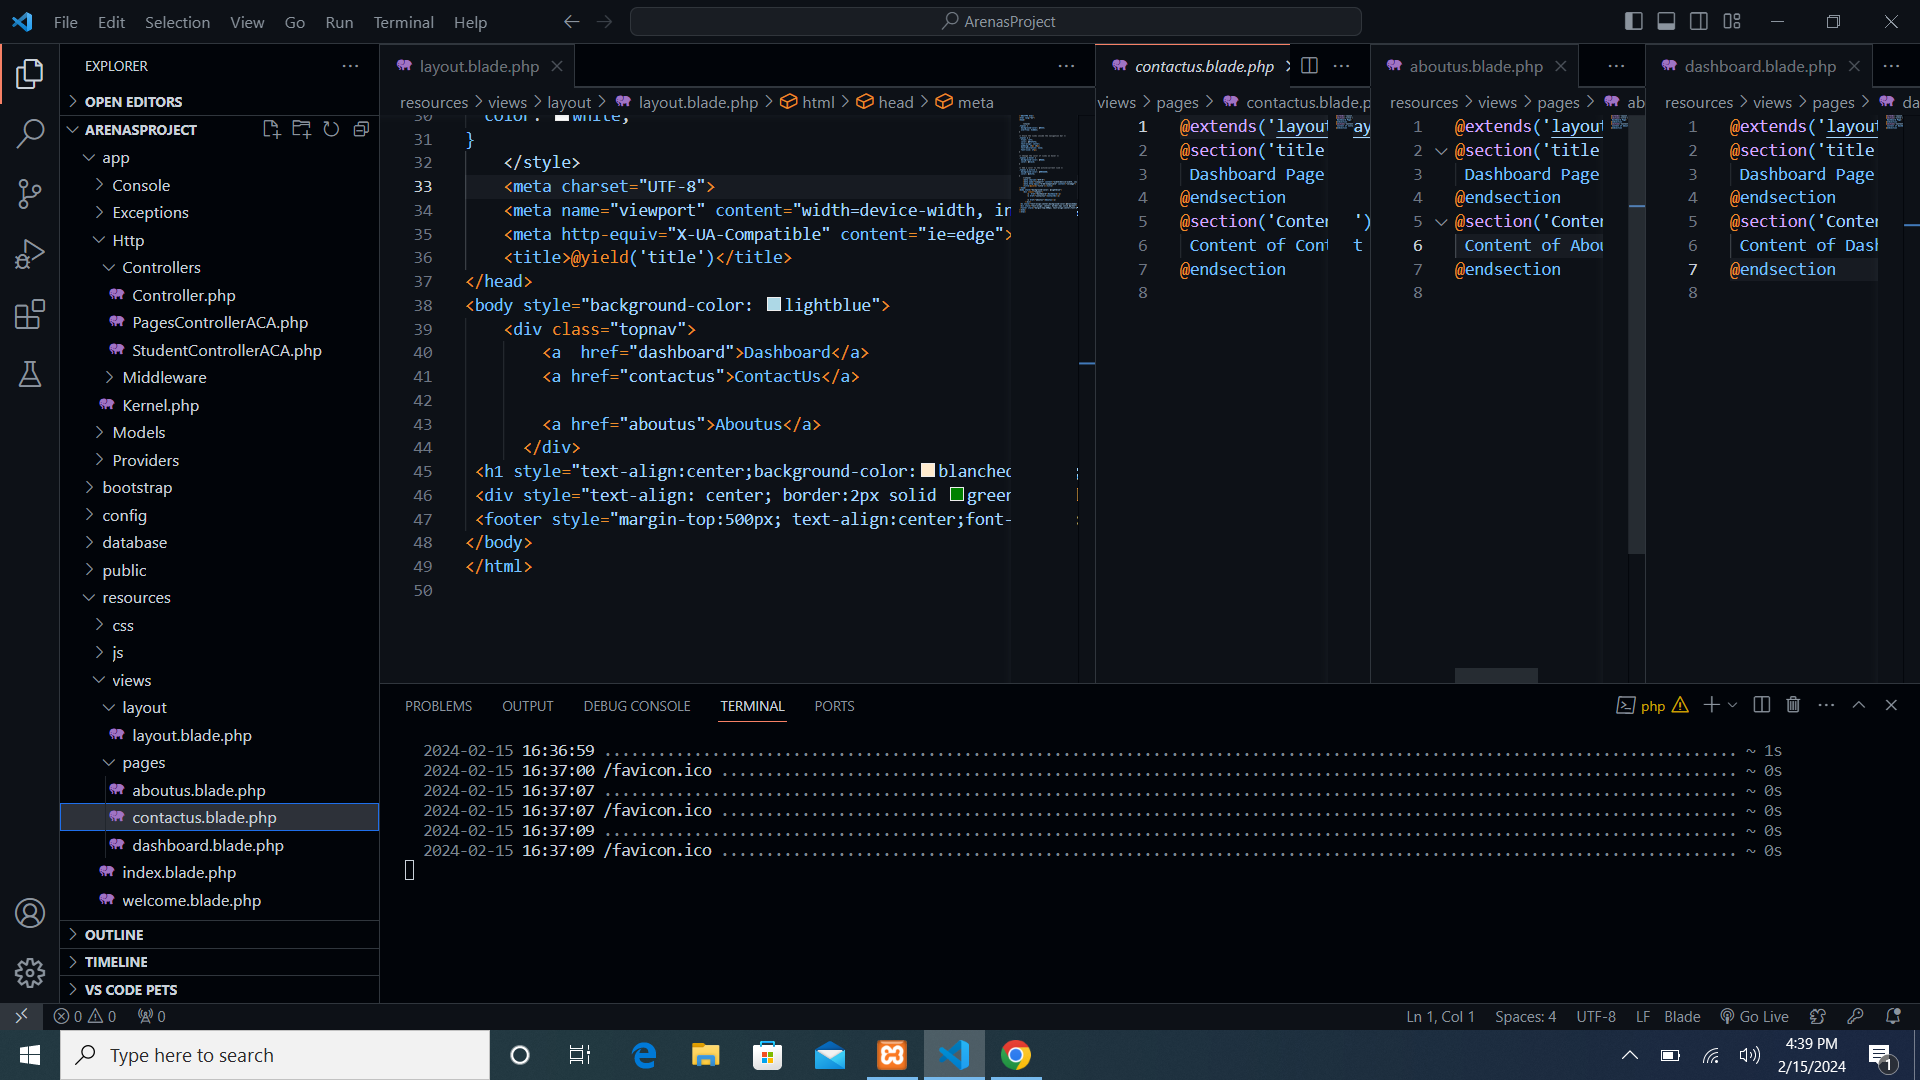 File Edit Selection View Go Run Terminal Help
ArenasProject
EXPLORER
OPEN EDITORS
ARENASPROJECT
app
Console
Exceptions
Http
Controllers
Controller.php
PagesControllerACA.php
StudentControllerACA.php
Middleware
Kernel.php
Models
Providers
bootstrap
config
database
public
resources
css
js
views
layout
layout.blade.php
pages
aboutus.blade.php
contactus.blade.php
dashboard.blade.php
index.blade.php
welcome.blade.php
OUTLINE
TIMELINE
VS CODE PETS
layout.blade.php
resources > views > layout > layout.blade.php > html > head > meta
30 color: white;
31 }
32 </style>
33 <meta charset="UTF-8">
34 <meta name="viewport" content="width=device-width, in
35 <meta http-equiv="X-UA-Compatible" content="ie=edge">
36 <title>@yield('title')</title>
37 </head>
38 <body style="background-color: lightblue">
39 <div class="topnav">
40 <a  href="dashboard">Dashboard</a>
41 <a href="contactus">ContactUs</a>
42
43 <a href="aboutus">Aboutus</a>
44 </div>
45 <h1 style="text-align:center;background-color:blanched
46 <div style="text-align: center; border:2px solid green
47 <footer style="margin-top:500px; text-align:center;font-
48 </body>
49 </html>
50
contactus.blade.php
views > pages > contactus.blade.p
1 @extends('layout ay
2 @section('title
3 Dashboard Page
4 @endsection
5 @section('Conten ')
6 Content of Cont t
7 @endsection
8
aboutus.blade.php
resources > views > pages > ab
1 @extends('layout
2 @section('title
3 Dashboard Page
4 @endsection
5 @section('Conten
6 Content of Abou
7 @endsection
8
dashboard.blade.php
resources > views > pages > da
1 @extends('layout
2 @section('title
3 Dashboard Page
4 @endsection
5 @section('Conten
6 Content of Dash
7 @endsection
8
PROBLEMS OUTPUT DEBUG CONSOLE TERMINAL PORTS
php
2024-02-15 16:36:59 ........ ~ 1s
2024-02-15 16:37:00 /favicon.ico ........ ~ 0s
2024-02-15 16:37:07 ........ ~ 0s
2024-02-15 16:37:07 /favicon.ico ........ ~ 0s
2024-02-15 16:37:09 ........ ~ 0s
2024-02-15 16:37:09 /favicon.ico ........ ~ 0s
0 0 0
Ln 1, Col 1 Spaces: 4 UTF-8 LF Blade Go Live
Type here to search
4:39 PM
2/15/2024
1